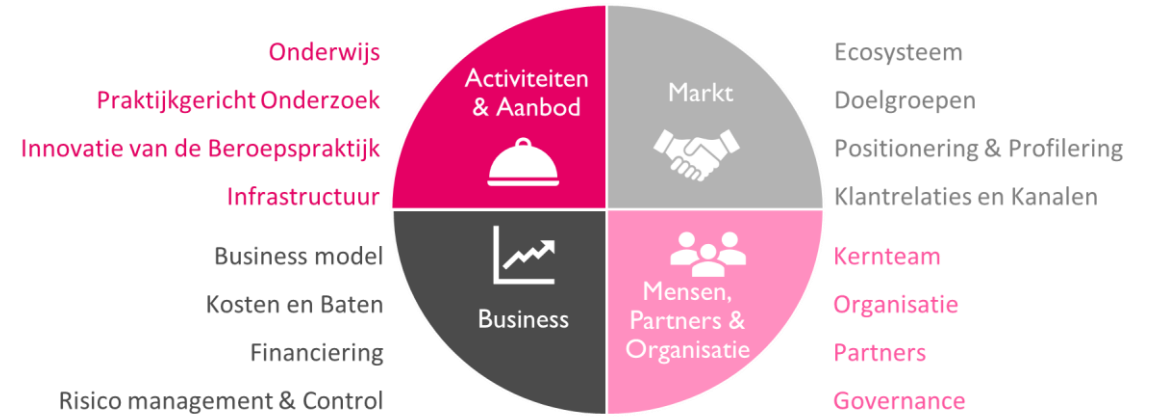 Onderwijs
Praktijkgericht Onderzoek
Innovatie van de Beroepspraktijk
Infrastructuur
Activiteiten
& Aanbod
Markt
Ecosysteem
Doelgroepen
Positionering & Profilering
Klantrelaties en Kanalen
Business model
Kosten en Baten
Financiering
Risico management & Control
Business
Mensen,
Partners &
Organisatie
Kernteam
Organisatie
Partners
Governance